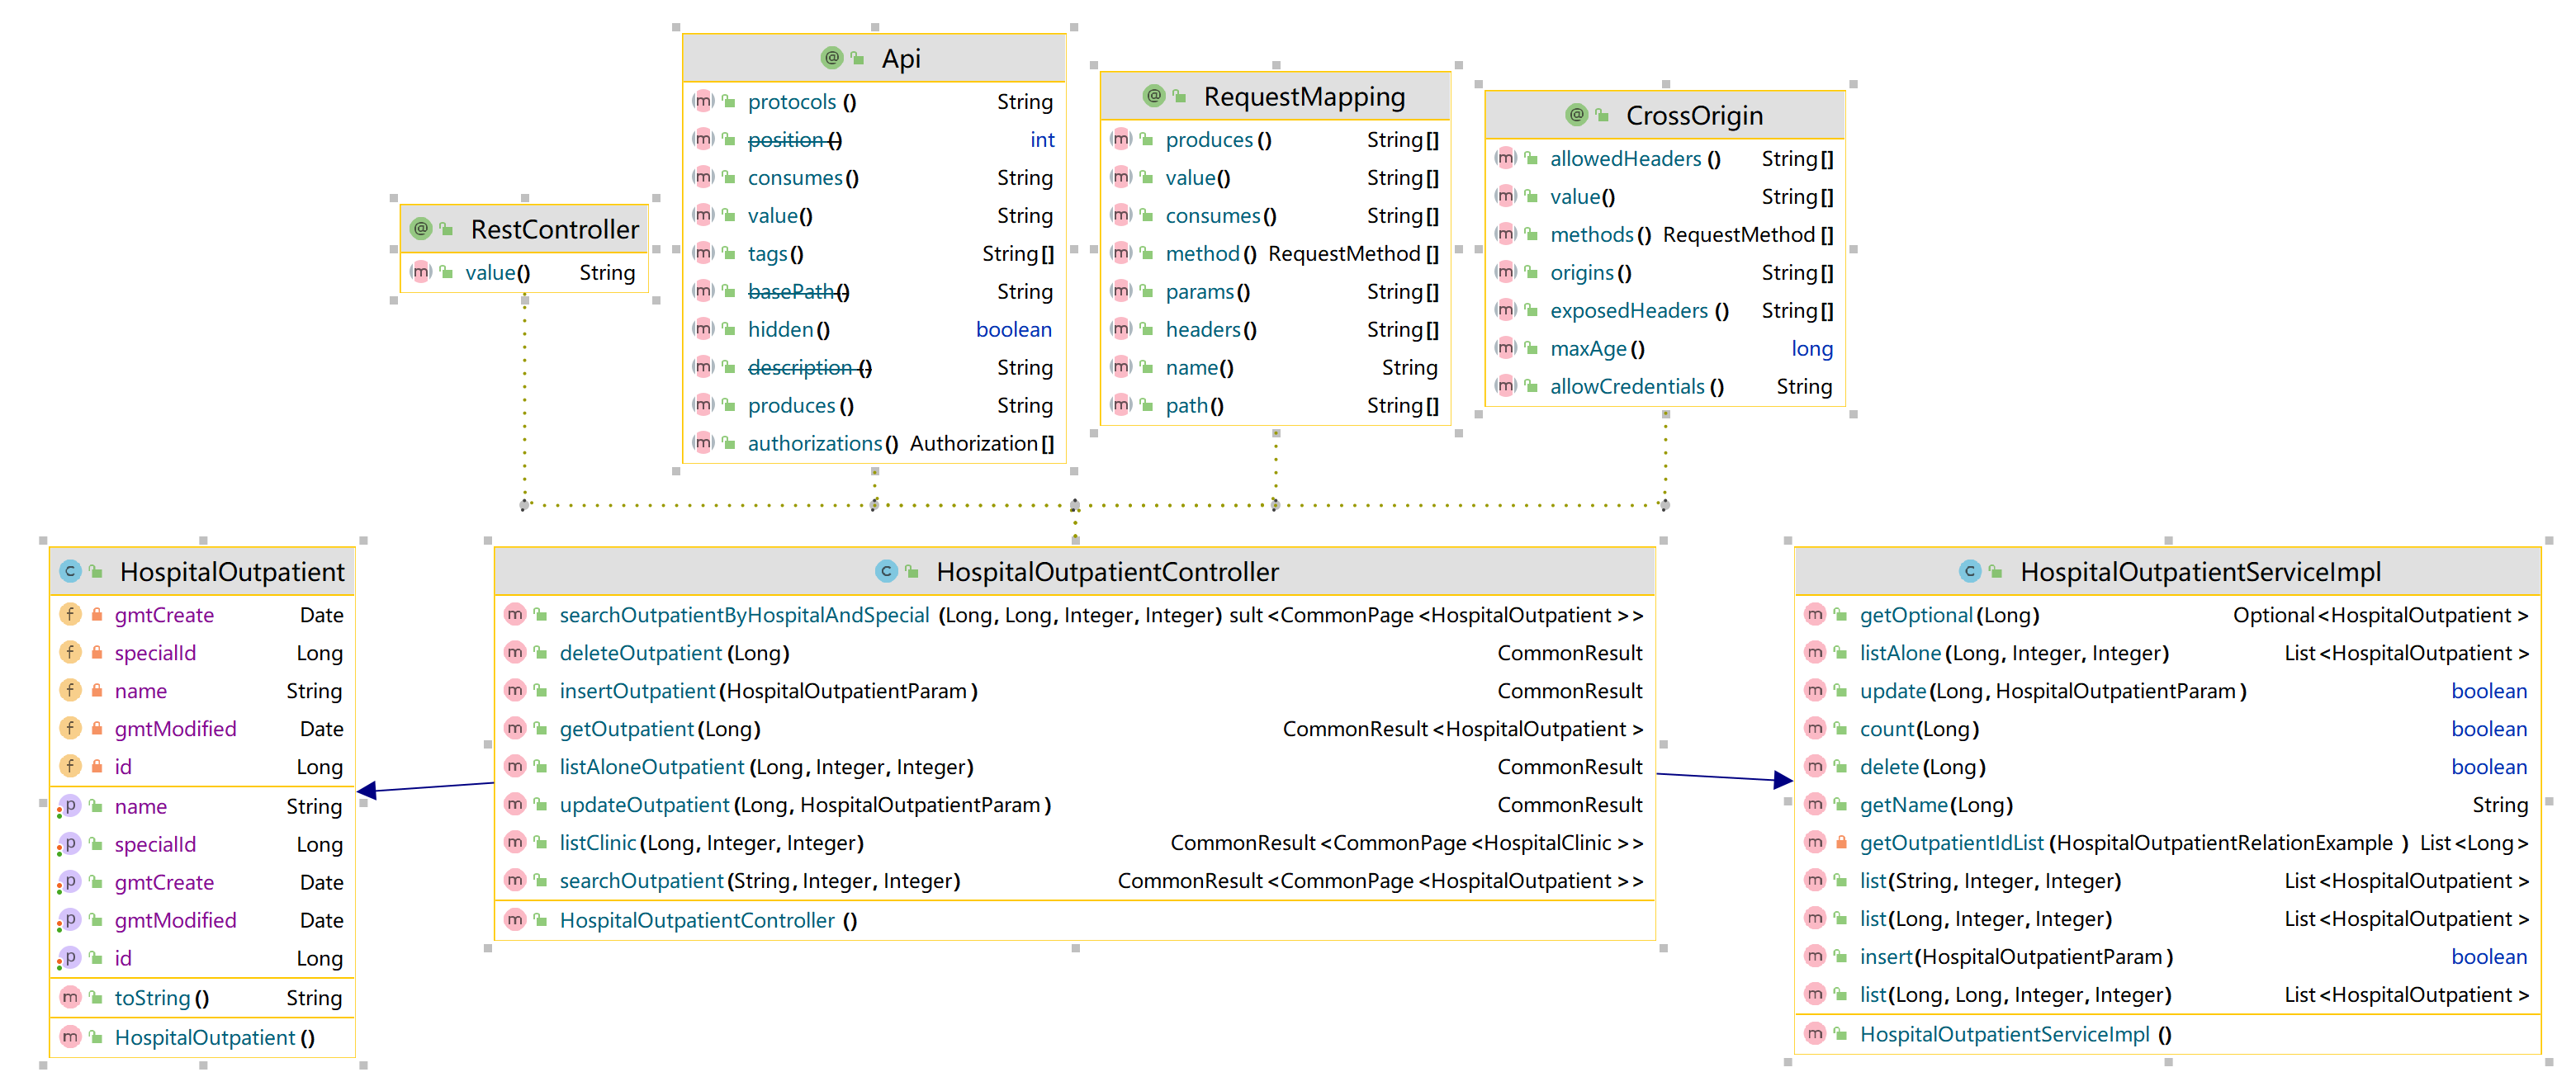 Api
protocols () String
position () int
consumes() String
value() String
tags() String[]
basePath() String
hidden() boolean
description () String
produces () String
authorizations() Authorization[]
RequestMapping
produces () String[]
value() String[]
consumes() String[]
method () RequestMethod []
params() String[]
headers() String[]
name() String
path() String[]
CrossOrigin
allowedHeaders () String[]
value() String[]
methods () RequestMethod []
origins () String[]
exposedHeaders () String[]
maxAge () long
allowCredentials () String
RestController
value() String
HospitalOutpatient
gmtCreate Date
specialId Long
name String
gmtModified Date
id Long
name String
specialId Long
gmtCreate Date
gmtModified Date
id Long
toString () String
HospitalOutpatient ()
HospitalOutpatientController
searchOutpatientByHospitalAndSpecial (Long, Long, Integer, Integer) sult <CommonPage <HospitalOutpatient >>
deleteOutpatient (Long) CommonResult
insertOutpatient (HospitalOutpatientParam ) CommonResult
getOutpatient (Long) CommonResult <HospitalOutpatient >
listAloneOutpatient (Long, Integer, Integer) CommonResult
updateOutpatient (Long, HospitalOutpatientParam ) CommonResult
listClinic (Long, Integer, Integer) CommonResult <CommonPage <HospitalClinic >>
searchOutpatient (String, Integer, Integer) CommonResult <CommonPage <HospitalOutpatient >>
HospitalOutpatientController ()
HospitalOutpatientServiceImpl
getOptional (Long) Optional <HospitalOutpatient >
listAlone (Long, Integer, Integer) List <HospitalOutpatient >
update (Long, HospitalOutpatientParam ) boolean
count(Long) boolean
delete (Long) boolean
getName (Long) String
getOutpatientIdList (HospitalOutpatientRelationExample ) List <Long >
list(String, Integer, Integer) List <HospitalOutpatient >
list(Long, Integer, Integer) List <HospitalOutpatient >
insert(HospitalOutpatientParam ) boolean
list(Long, Long, Integer, Integer) List <HospitalOutpatient >
HospitalOutpatientServiceImpl ()